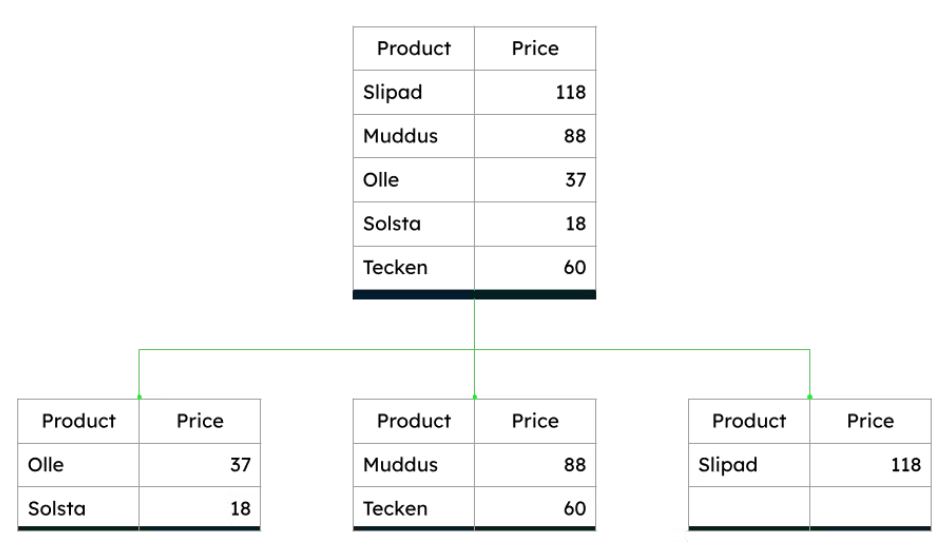 Product Price
Slipad 118
Muddus 88
Olle 37
Solsta 18
Tecken 60
Product Price
Olle 37
Solsta 18
Product Price
Muddus 88
Tecken 60
Product Price
Slipad 118